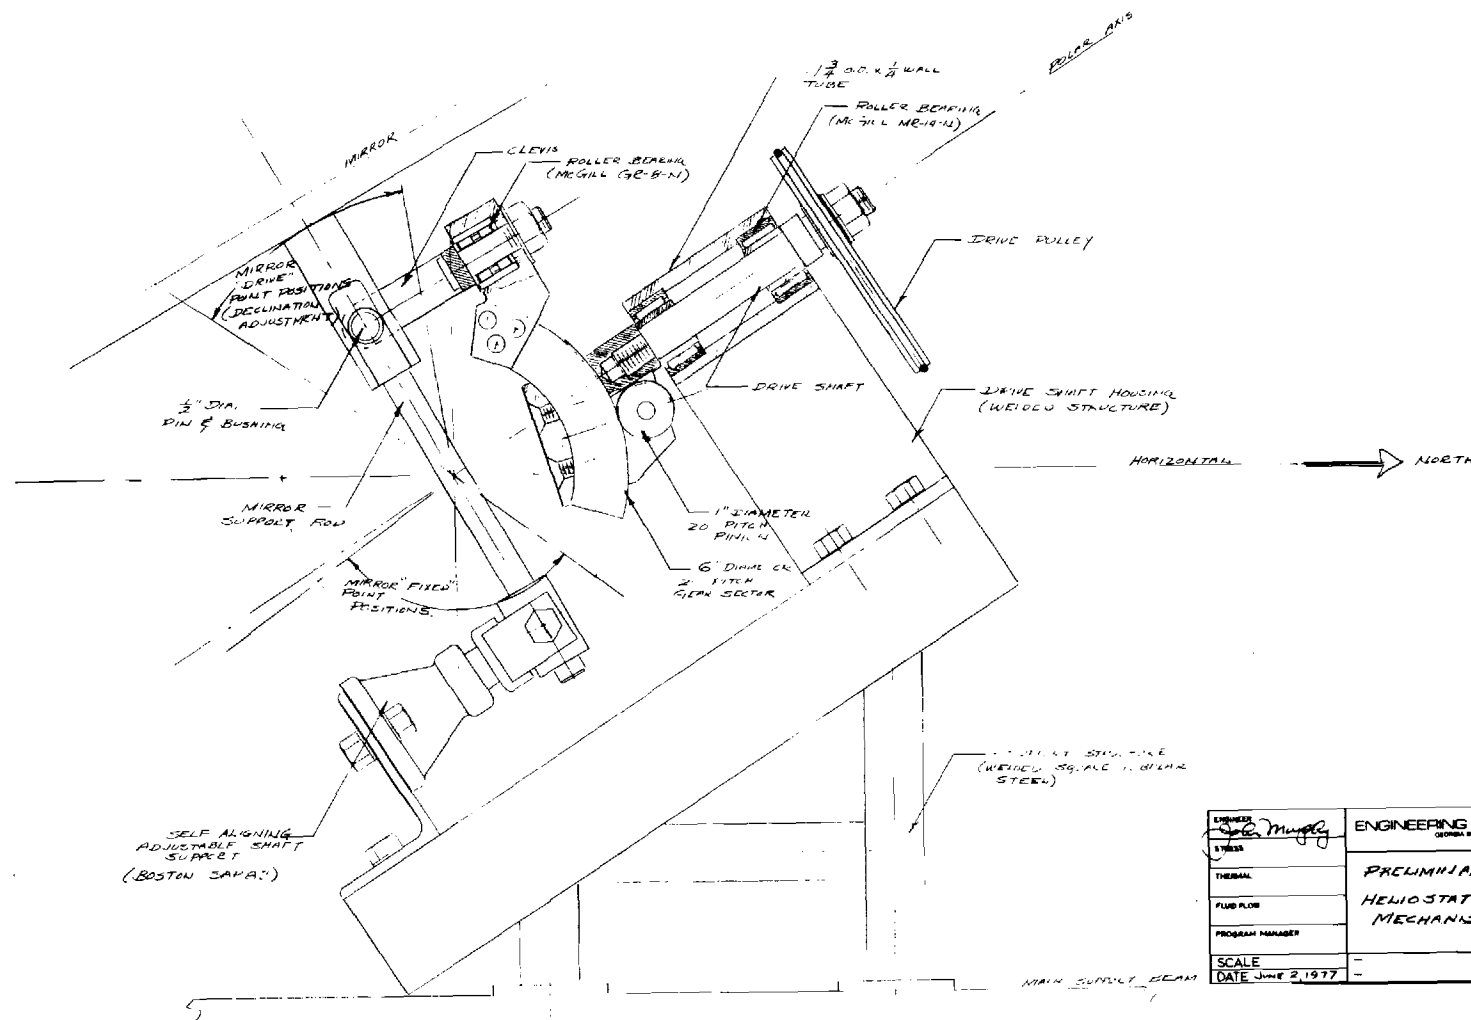 POLAR AXIS
1 3/4 O.D. x 1/4 WALL
TUBE
ROLLER BEARING
(McGILL MR-14-N)
MIRROR
CLEVIS
ROLLER BEARING
(McGILL GR-8-N)
DRIVE PULLEY
MIRROR
"DRIVE"
POINT POSITIONS
(DECLINATION
ADJUSTMENT)
DRIVE SHAFT
DRIVE SHAFT HOUSING
(WELDED STRUCTURE)
1/2" DIA.
PIN & BUSHING
HORIZONTAL
NORTH
MIRROR
SUPPORT ROD
1" DIAMETER
20 PITCH
PINION
6"
PITCH
GEAR SECTOR
MIRROR "FIXED"
POINT
POSITIONS
STRUCTURE
(WELDED SQUARE
STEEL)
SELF ALIGNING
ADJUSTABLE SHAFT
SUPPORT
(BOSTON
MAIN SUPPORT BEAM
ENGINEER
John Murphy
STRESS
THERMAL
FLUID FLOW
PROGRAM MANAGER
SCALE -
DATE JUNE 2, 1977 -
ENGINEERING
GEORGIA
PRELIMINA
HELIOSTAT
MECHANIS